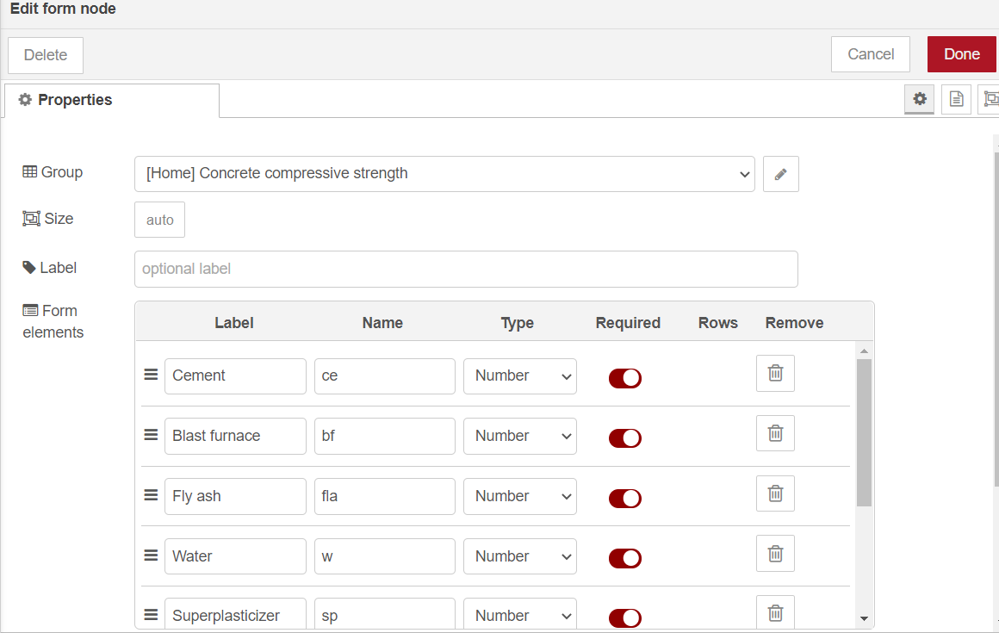 Edit form node
Delete Cancel Done
Properties
Group [Home] Concrete compressive strength
Size auto
Label optional label
Form elements
Label Name Type Required Rows Remove
Cement ce Number
Blast furnace bf Number
Fly ash fla Number
Water w Number
Superplasticizer sp Number